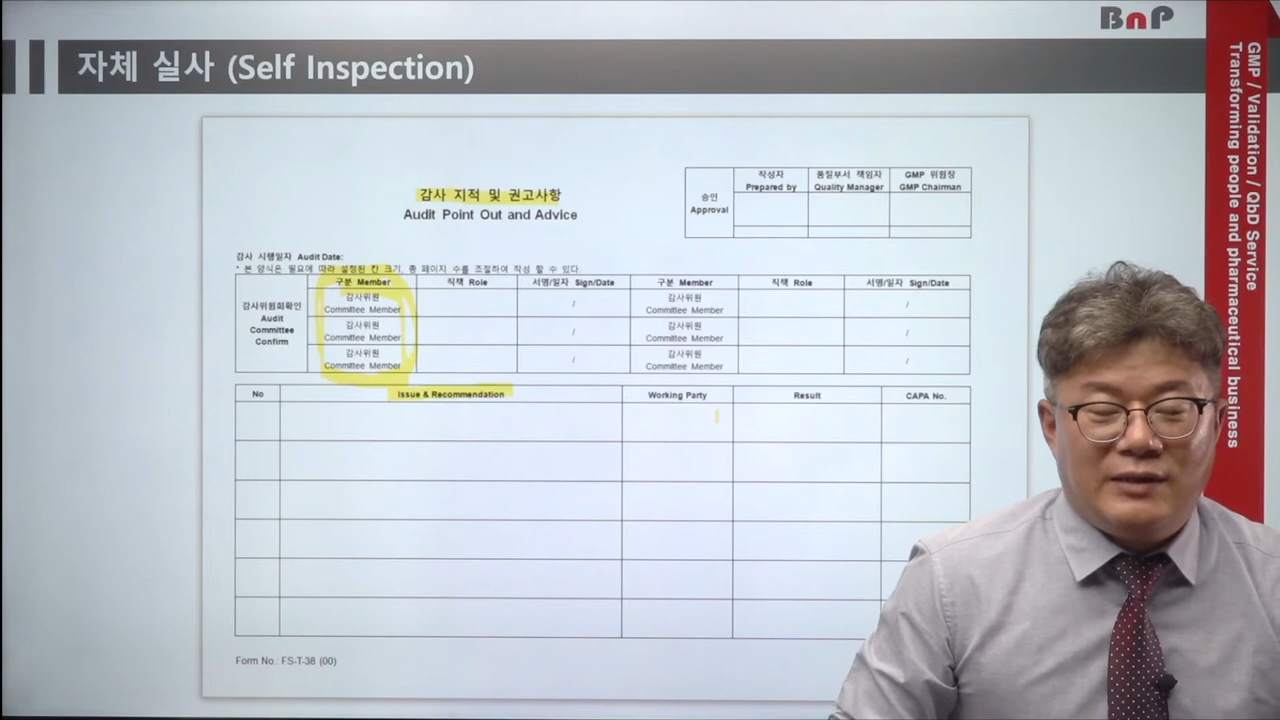 BnP
자체 실사 (Self Inspection)
GMP / Validation / QbD Service
Transforming people and pharmaceutical business
감사 지적 및 권고사항
Audit Point Out and Advice
승인
Approval
작성자
Prepared by
품질부서 책임자
Quality Manager
GMP 위원장
GMP Chairman
감사 시행일자 Audit Date:
* 본 양식은 필요에 따라 설정된 칸 크기, 총 페이지 수를 조절하여 작성 할 수 있다.
감사위원회확인
Audit
Committee
Confirm
구분 Member 직책 Role 서명/일자 Sign/Date 구분 Member 직책 Role 서명/일자 Sign/Date
감사위원
Committee Member
/
감사위원
Committee Member
/
감사위원
Committee Member
/
감사위원
Committee Member
/
감사위원
Committee Member
/
감사위원
Committee Member
/
No Issue & Recommendation Working Party Result CAPA No.
Form No.: FS-T-38 (00)